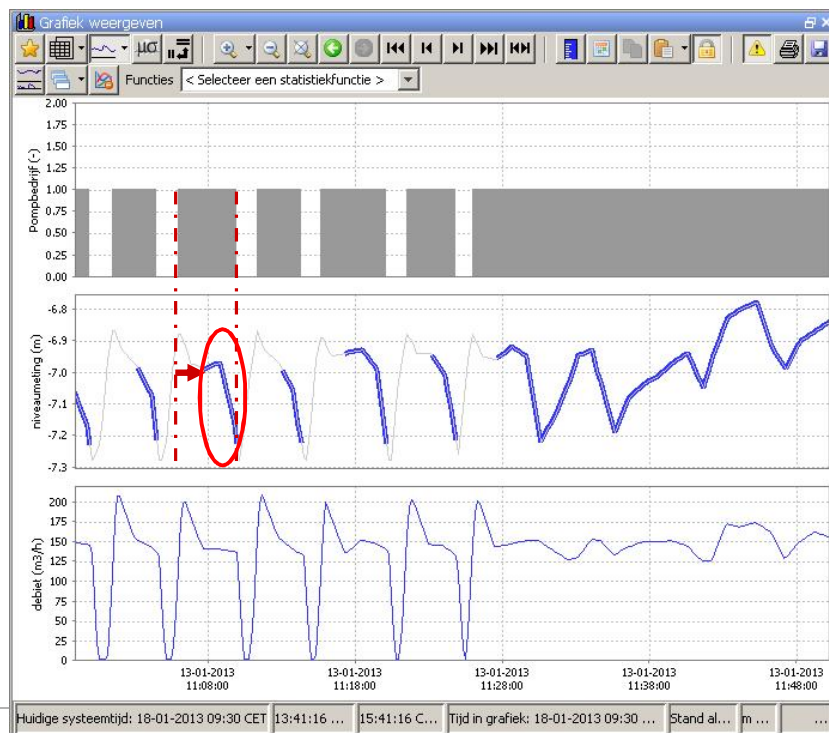 Grafiek weergeven
μσ
Functies < Selecteer een statistiekfunctie >
2.00
1.75
1.50
1.25
1.00
0.75
0.50
0.25
0.00
Pompbedrijf (-)
-6.8
-6.9
-7.0
-7.1
-7.2
-7.3
niveaumeting (m)
200
175
150
125
100
75
50
25
0
debiet (m3/h)
13-01-2013 13-01-2013 13-01-2013 13-01-2013 13-01-2013
11:08:00 11:18:00 11:28:00 11:38:00 11:48:00
Huidige systeemtijd: 18-01-2013 09:30 CET 13:41:16 ... 15:41:16 C... Tijd in grafiek: 18-01-2013 09:30 ... Stand al... m ... ...